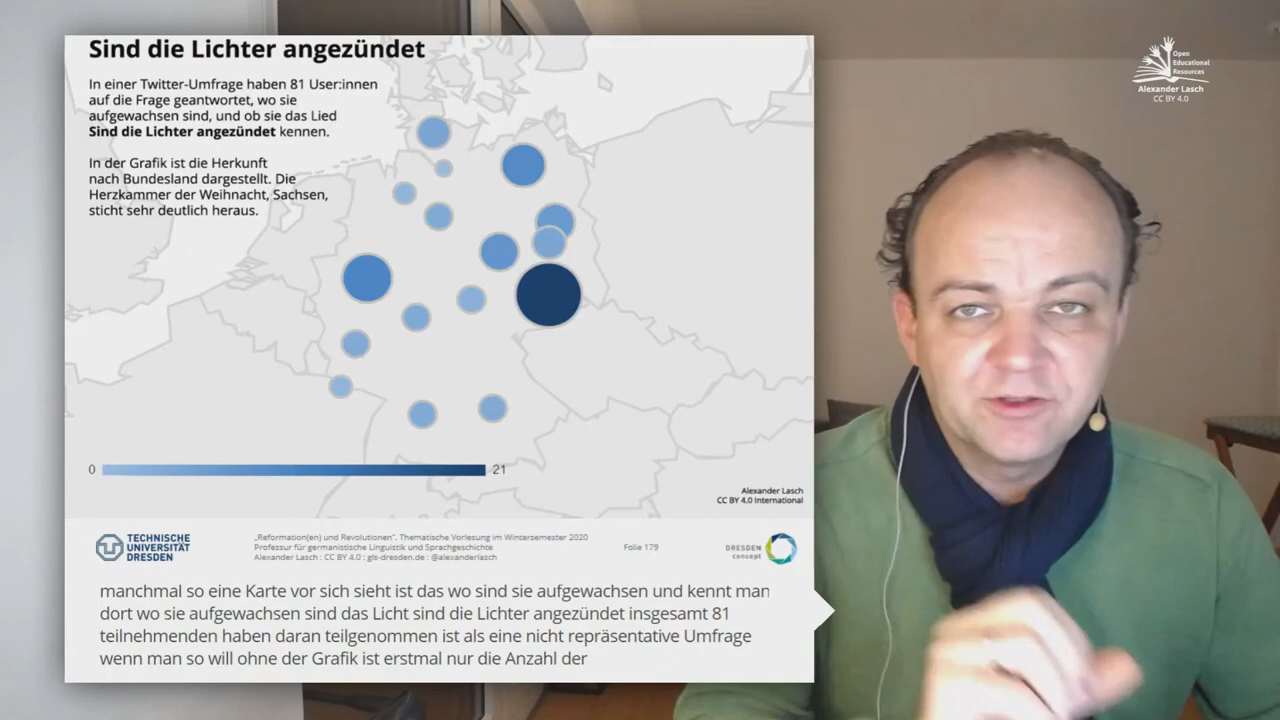 Sind die Lichter angezündet
In einer Twitter-Umfrage haben 81 User:innen
auf die Frage geantwortet, wo sie
aufgewachsen sind, und ob sie das Lied
Sind die Lichter angezündet kennen.
In der Grafik ist die Herkunft
nach Bundesland dargestellt. Die
Herzkammer der Weihnacht, Sachsen,
sticht sehr deutlich heraus.
0
21
Alexander Lasch
CC BY 4.0 International
TECHNISCHE
UNIVERSITÄT
DRESDEN
„Reformation(en) und Revolutionen". Thematische Vorlesung im Wintersemester 2020
Professur für germanistische Linguistik und Sprachgeschichte
Alexander Lasch : CC BY 4.0 : gls-dresden.de : @alexanderlasch
Folie 179
DRESDEN
concept
manchmal so eine Karte vor sich sieht ist das wo sind sie aufgewachsen und kennt man
dort wo sie aufgewachsen sind das Licht sind die Lichter angezündet insgesamt 81
teilnehmenden haben daran teilgenommen ist als eine nicht repräsentative Umfrage
wenn man so will ohne der Grafik ist erstmal nur die Anzahl der
Open
Educational
Resources
Alexander Lasch
CC BY 4.0